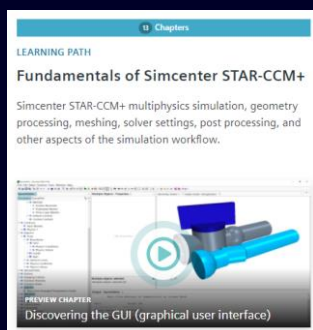 13 Chapters
LEARNING PATH
Fundamentals of Simcenter STAR-CCM+
Simcenter STAR-CCM+ multiphysics simulation, geometry
processing, meshing, solver settings, post processing, and
other aspects of the simulation workflow.
PREVIEW CHAPTER
Discovering the GUI (graphical user interface)